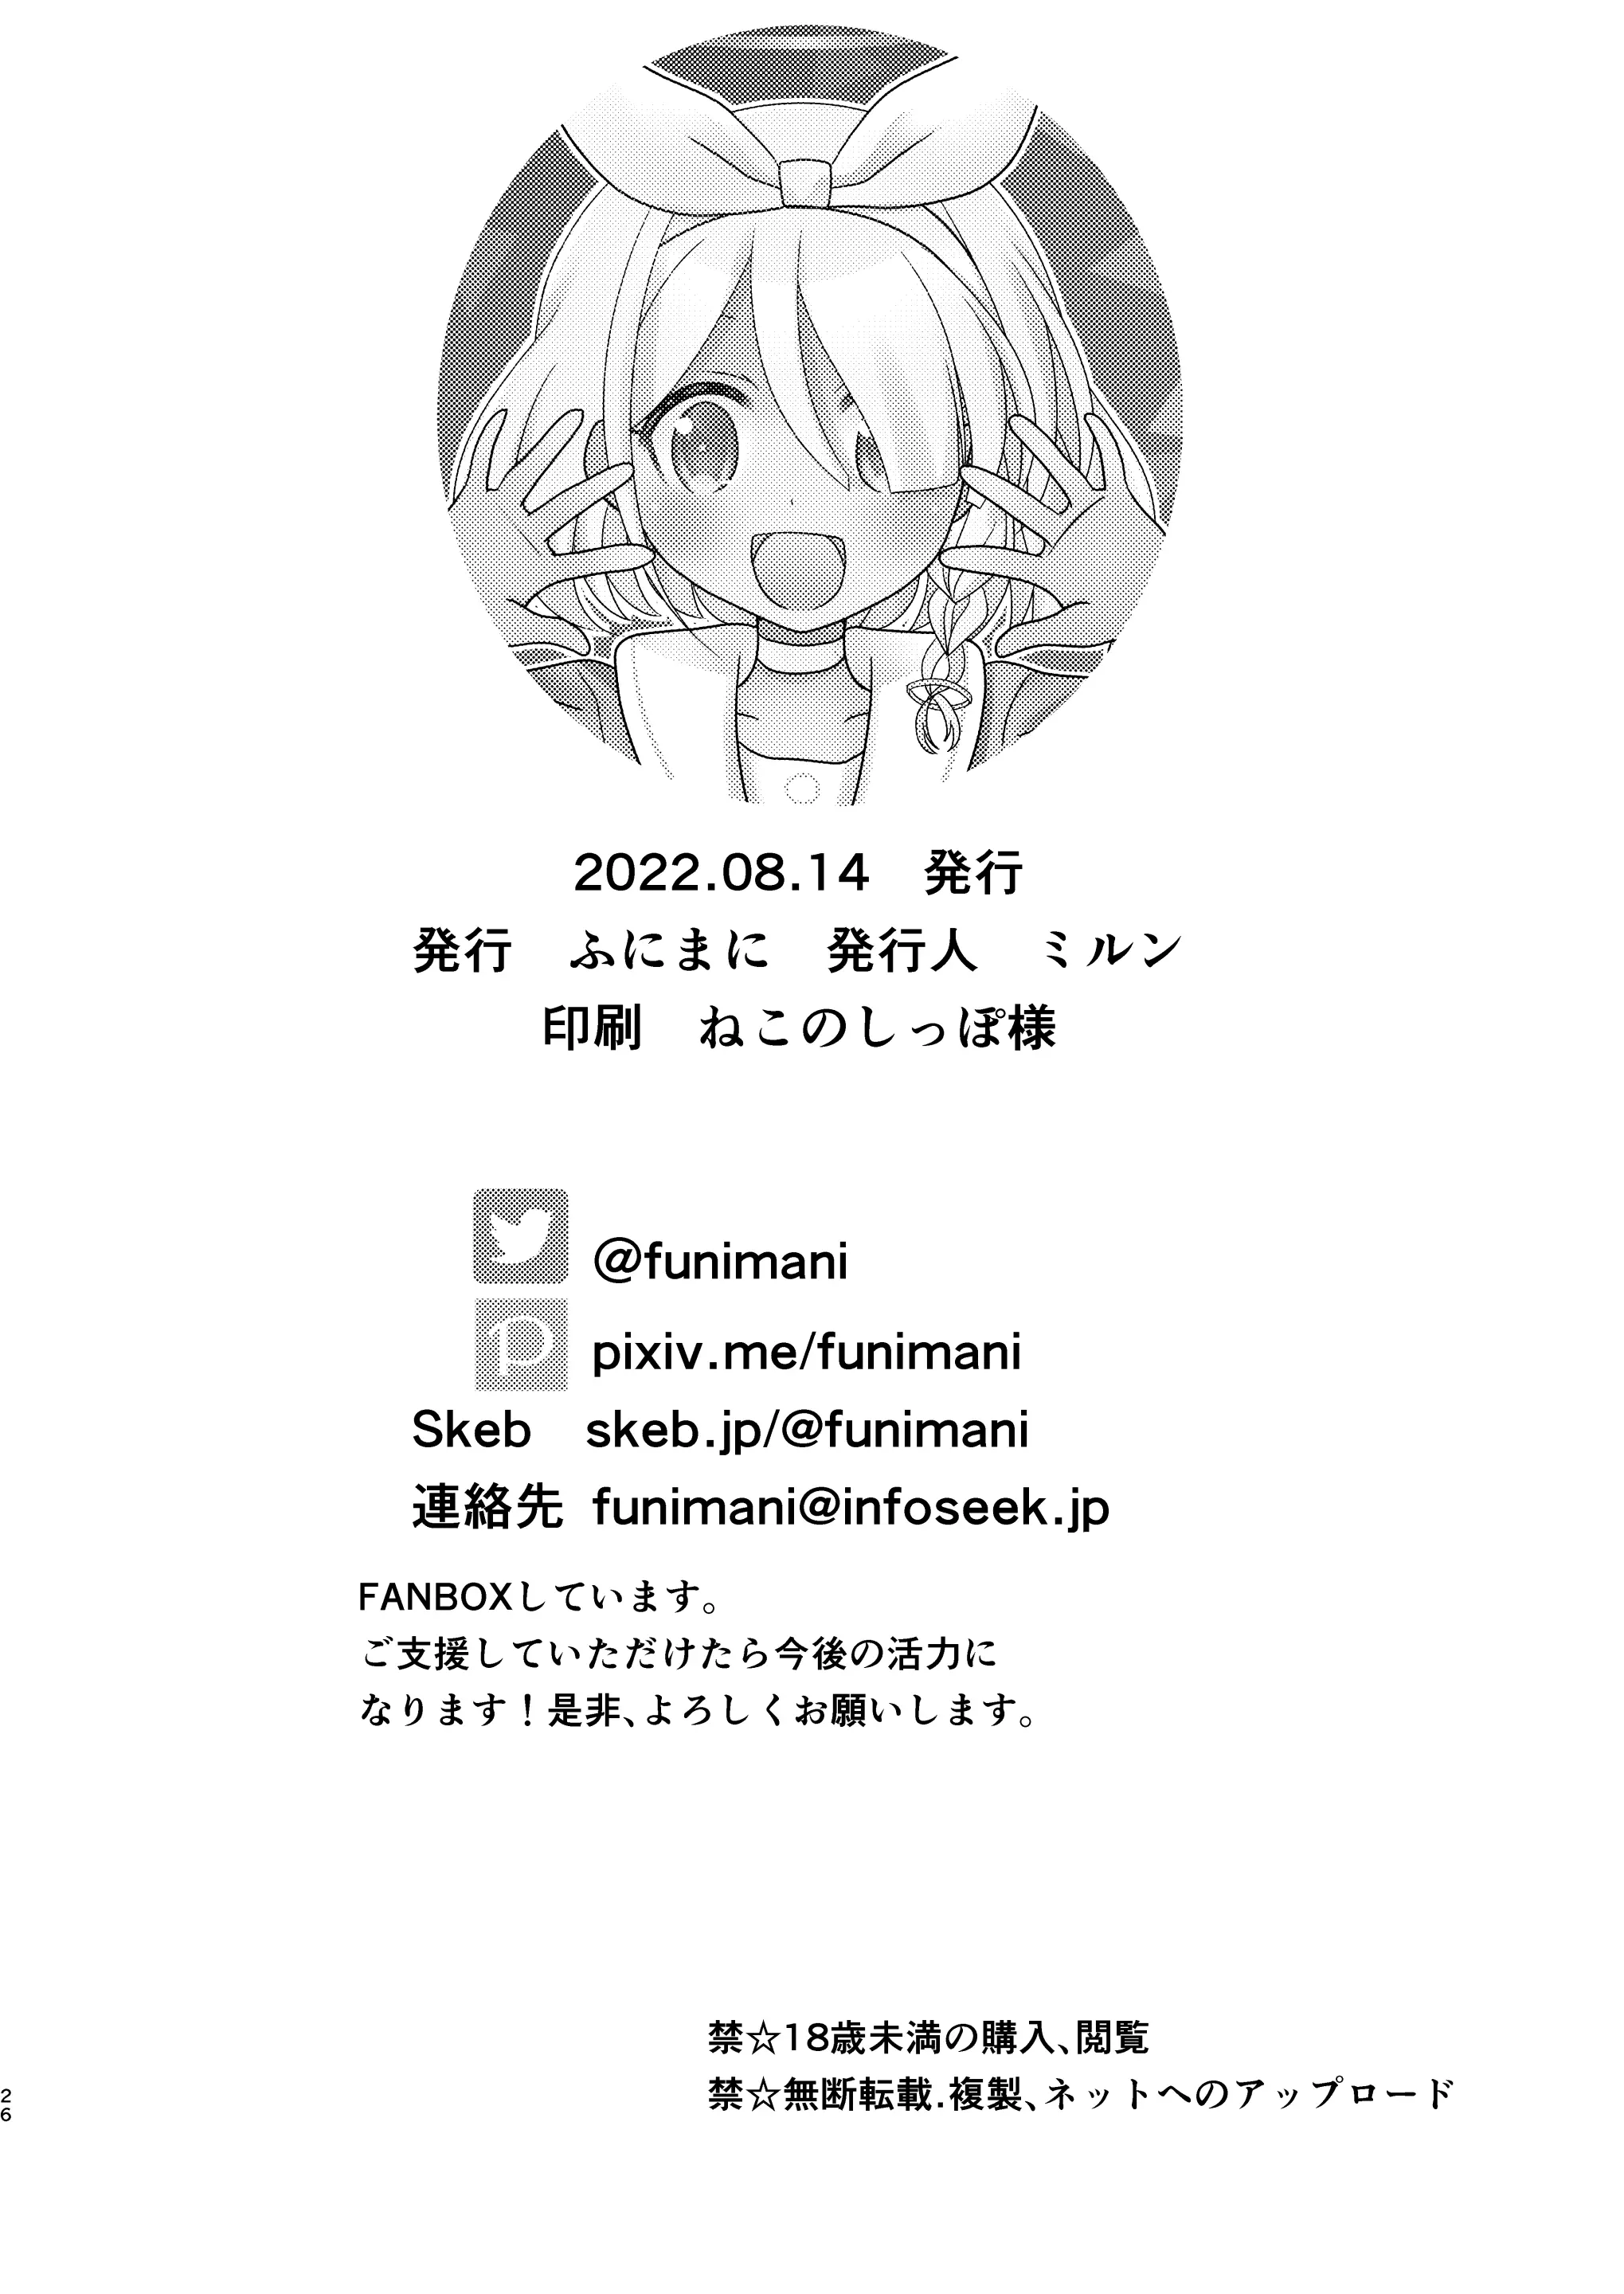 2022.08.14　発行
発行　ふにまに　発行人　ミルン
印刷　ねこのしっぽ様
@funimani
pixiv.me/funimani
Skeb　skeb.jp/@funimani
連絡先 funimani@infoseek.jp
FANBOXしています。
ご支援していただけたら今後の活力に
なります！是非、よろしくお願いします。
禁☆18歳未満の購入、閲覧
禁☆無断転載.複製、ネットへのアップロード
26